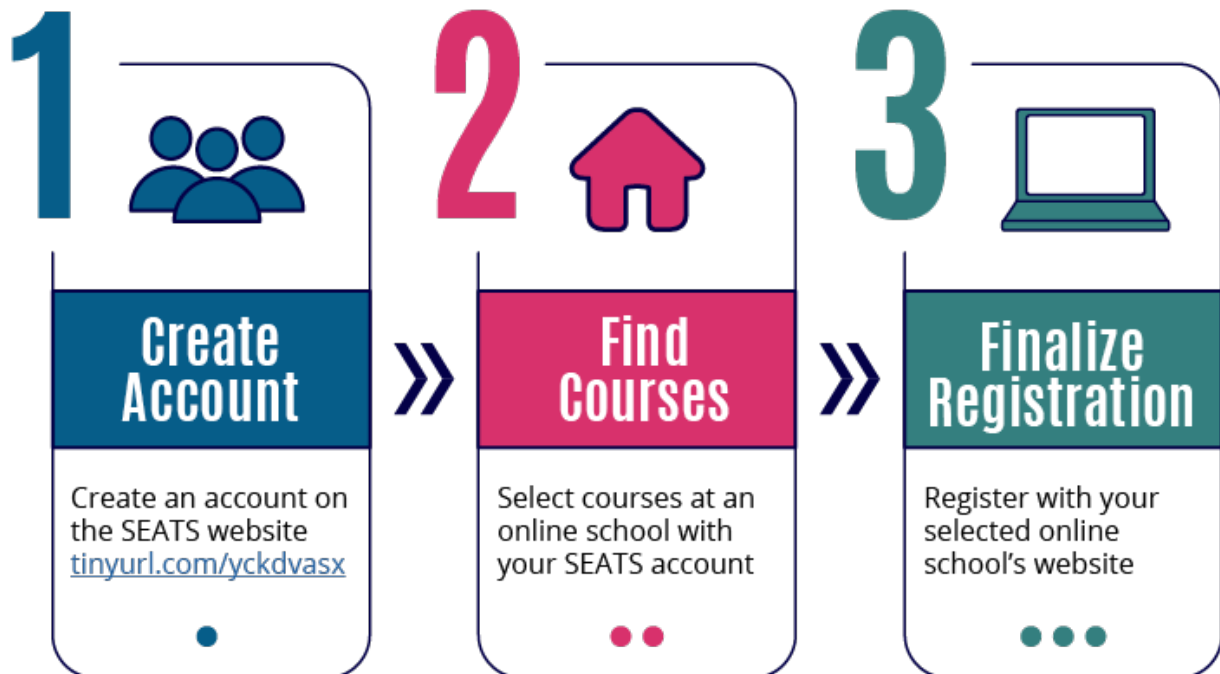 1
Create
Account
Create an account on
the SEATS website
tinyurl.com/yckdvasx
2
Find
Courses
Select courses at an
online school with
your SEATS account
3
Finalize
Registration
Register with your
selected online
school's website